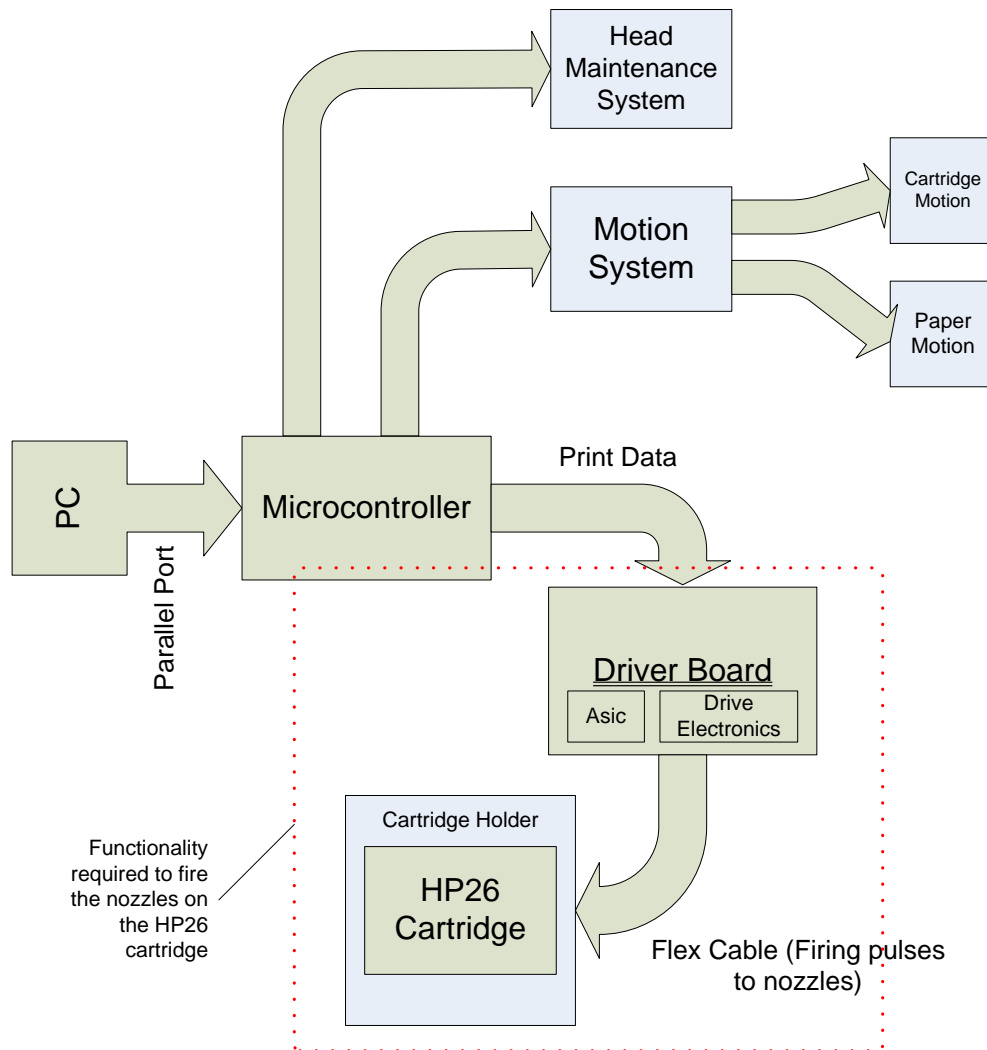 Head
Maintenance
System
Cartridge
Motion
Motion
System
Paper
Motion
PC
Parallel Port
Microcontroller
Print Data
Driver Board
Asic
Drive
Electronics
Cartridge Holder
HP26
Cartridge
Functionality
required to fire
the nozzles on
the HP26
cartridge
Flex Cable (Firing pulses
to nozzles)